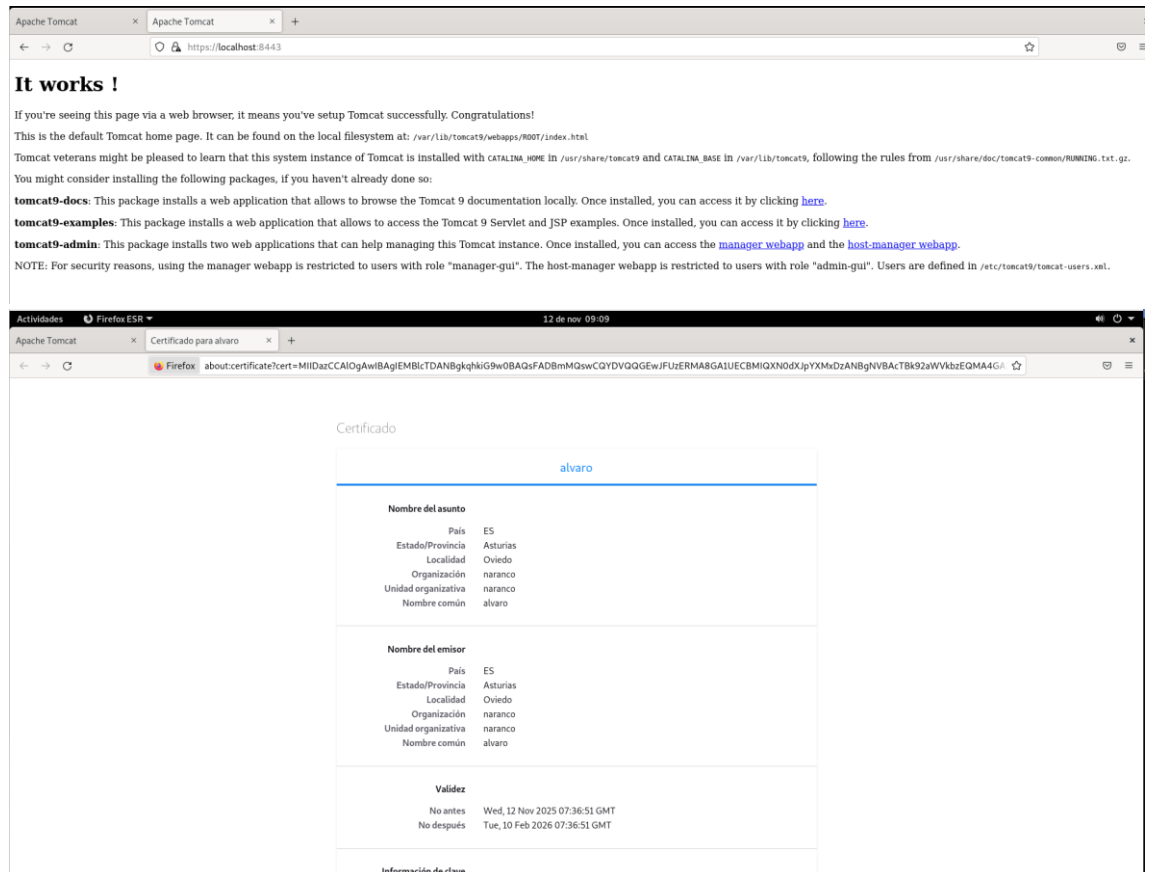 Apache Tomcat × Apache Tomcat × +
https://localhost:8443
It works !
If you're seeing this page via a web browser, it means you've setup Tomcat successfully. Congratulations!
This is the default Tomcat home page. It can be found on the local filesystem at: /var/lib/tomcat9/webapps/ROOT/index.html
Tomcat veterans might be pleased to learn that this system instance of Tomcat is installed with CATALINA_HOME in /usr/share/tomcat9 and CATALINA_BASE in /var/lib/tomcat9, following the rules from /usr/share/doc/tomcat9-common/RUNNING.txt.gz.
You might consider installing the following packages, if you haven't already done so:
tomcat9-docs: This package installs a web application that allows to browse the Tomcat 9 documentation locally. Once installed, you can access it by clicking here.
tomcat9-examples: This package installs a web application that allows to access the Tomcat 9 Servlet and JSP examples. Once installed, you can access it by clicking here.
tomcat9-admin: This package installs two web applications that can help managing this Tomcat instance. Once installed, you can access the manager webapp and the host-manager webapp.
NOTE: For security reasons, using the manager webapp is restricted to users with role "manager-gui". The host-manager webapp is restricted to users with role "admin-gui". Users are defined in /etc/tomcat9/tomcat-users.xml.
Actividades Firefox ESR 12 de nov 09:09
Apache Tomcat × Certificado para alvaro × +
Firefox
Certificado
alvaro
Nombre del asunto
País ES
Estado/Provincia Asturias
Localidad Oviedo
Organización naranco
Unidad organizativa naranco
Nombre común alvaro
Nombre del emisor
País ES
Estado/Provincia Asturias
Localidad Oviedo
Organización naranco
Unidad organizativa naranco
Nombre común alvaro
Validez
No antes Wed, 12 Nov 2025 07:36:51 GMT
No después Tue, 10 Feb 2026 07:36:51 GMT
Información de clave